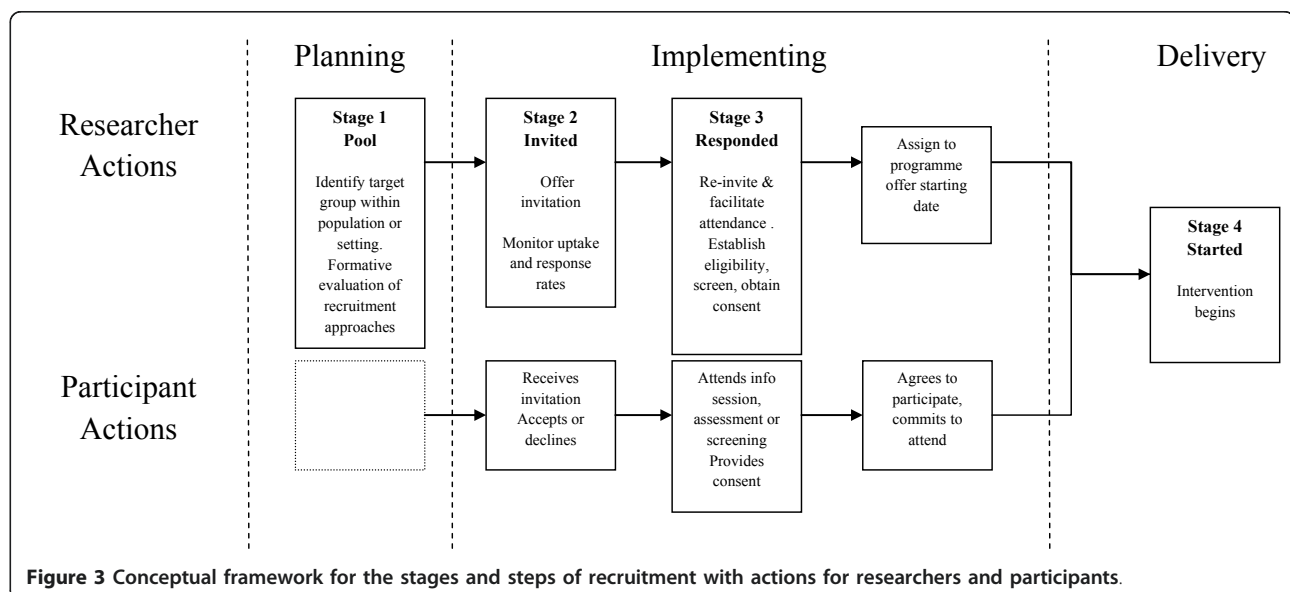 Planning
Implementing
Delivery
Researcher
Actions
Stage 1
Pool
Identify target
group within
population or
setting.
Formative
evaluation of
recruitment
approaches
Stage 2
Invited
Offer
invitation
Monitor uptake
and response
rates
Stage 3
Responded
Re-invite &
facilitate
attendance .
Establish
eligibility,
screen, obtain
consent
Assign to
programme
offer starting
date
Stage 4
Started
Intervention
begins
Participant
Actions
Receives
invitation
Accepts or
declines
Attends info
session,
assessment or
screening
Provides
consent
Agrees to
participate,
commits to
attend
Figure 3 Conceptual framework for the stages and steps of recruitment with actions for researchers and participants.